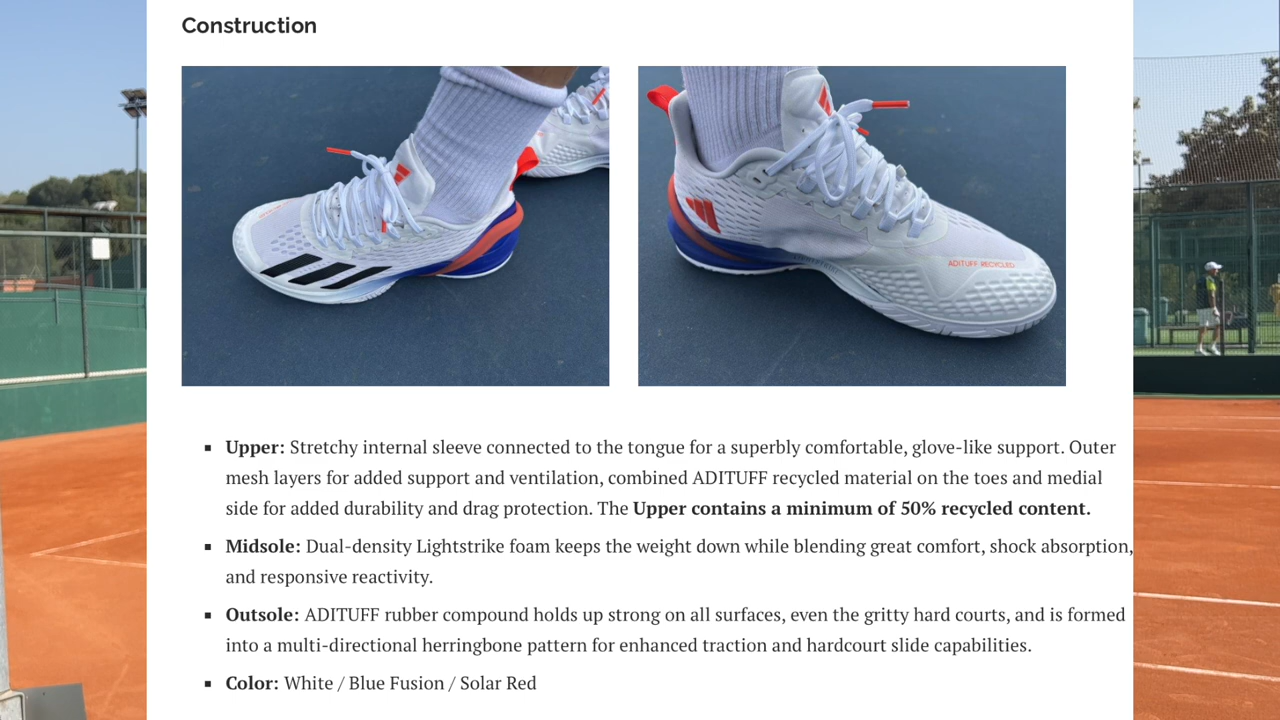 Construction
ADITUFF RECYCLED
Upper: Stretchy internal sleeve connected to the tongue for a superbly comfortable, glove-like support. Outer
mesh layers for added support and ventilation, combined ADITUFF recycled material on the toes and medial
side for added durability and drag protection. The Upper contains a minimum of 50% recycled content.
Midsole: Dual-density Lightstrike foam keeps the weight down while blending great comfort, shock absorption,
and responsive reactivity.
Outsole: ADITUFF rubber compound holds up strong on all surfaces, even the gritty hard courts, and is formed
into a multi-directional herringbone pattern for enhanced traction and hardcourt slide capabilities.
Color: White / Blue Fusion / Solar Red